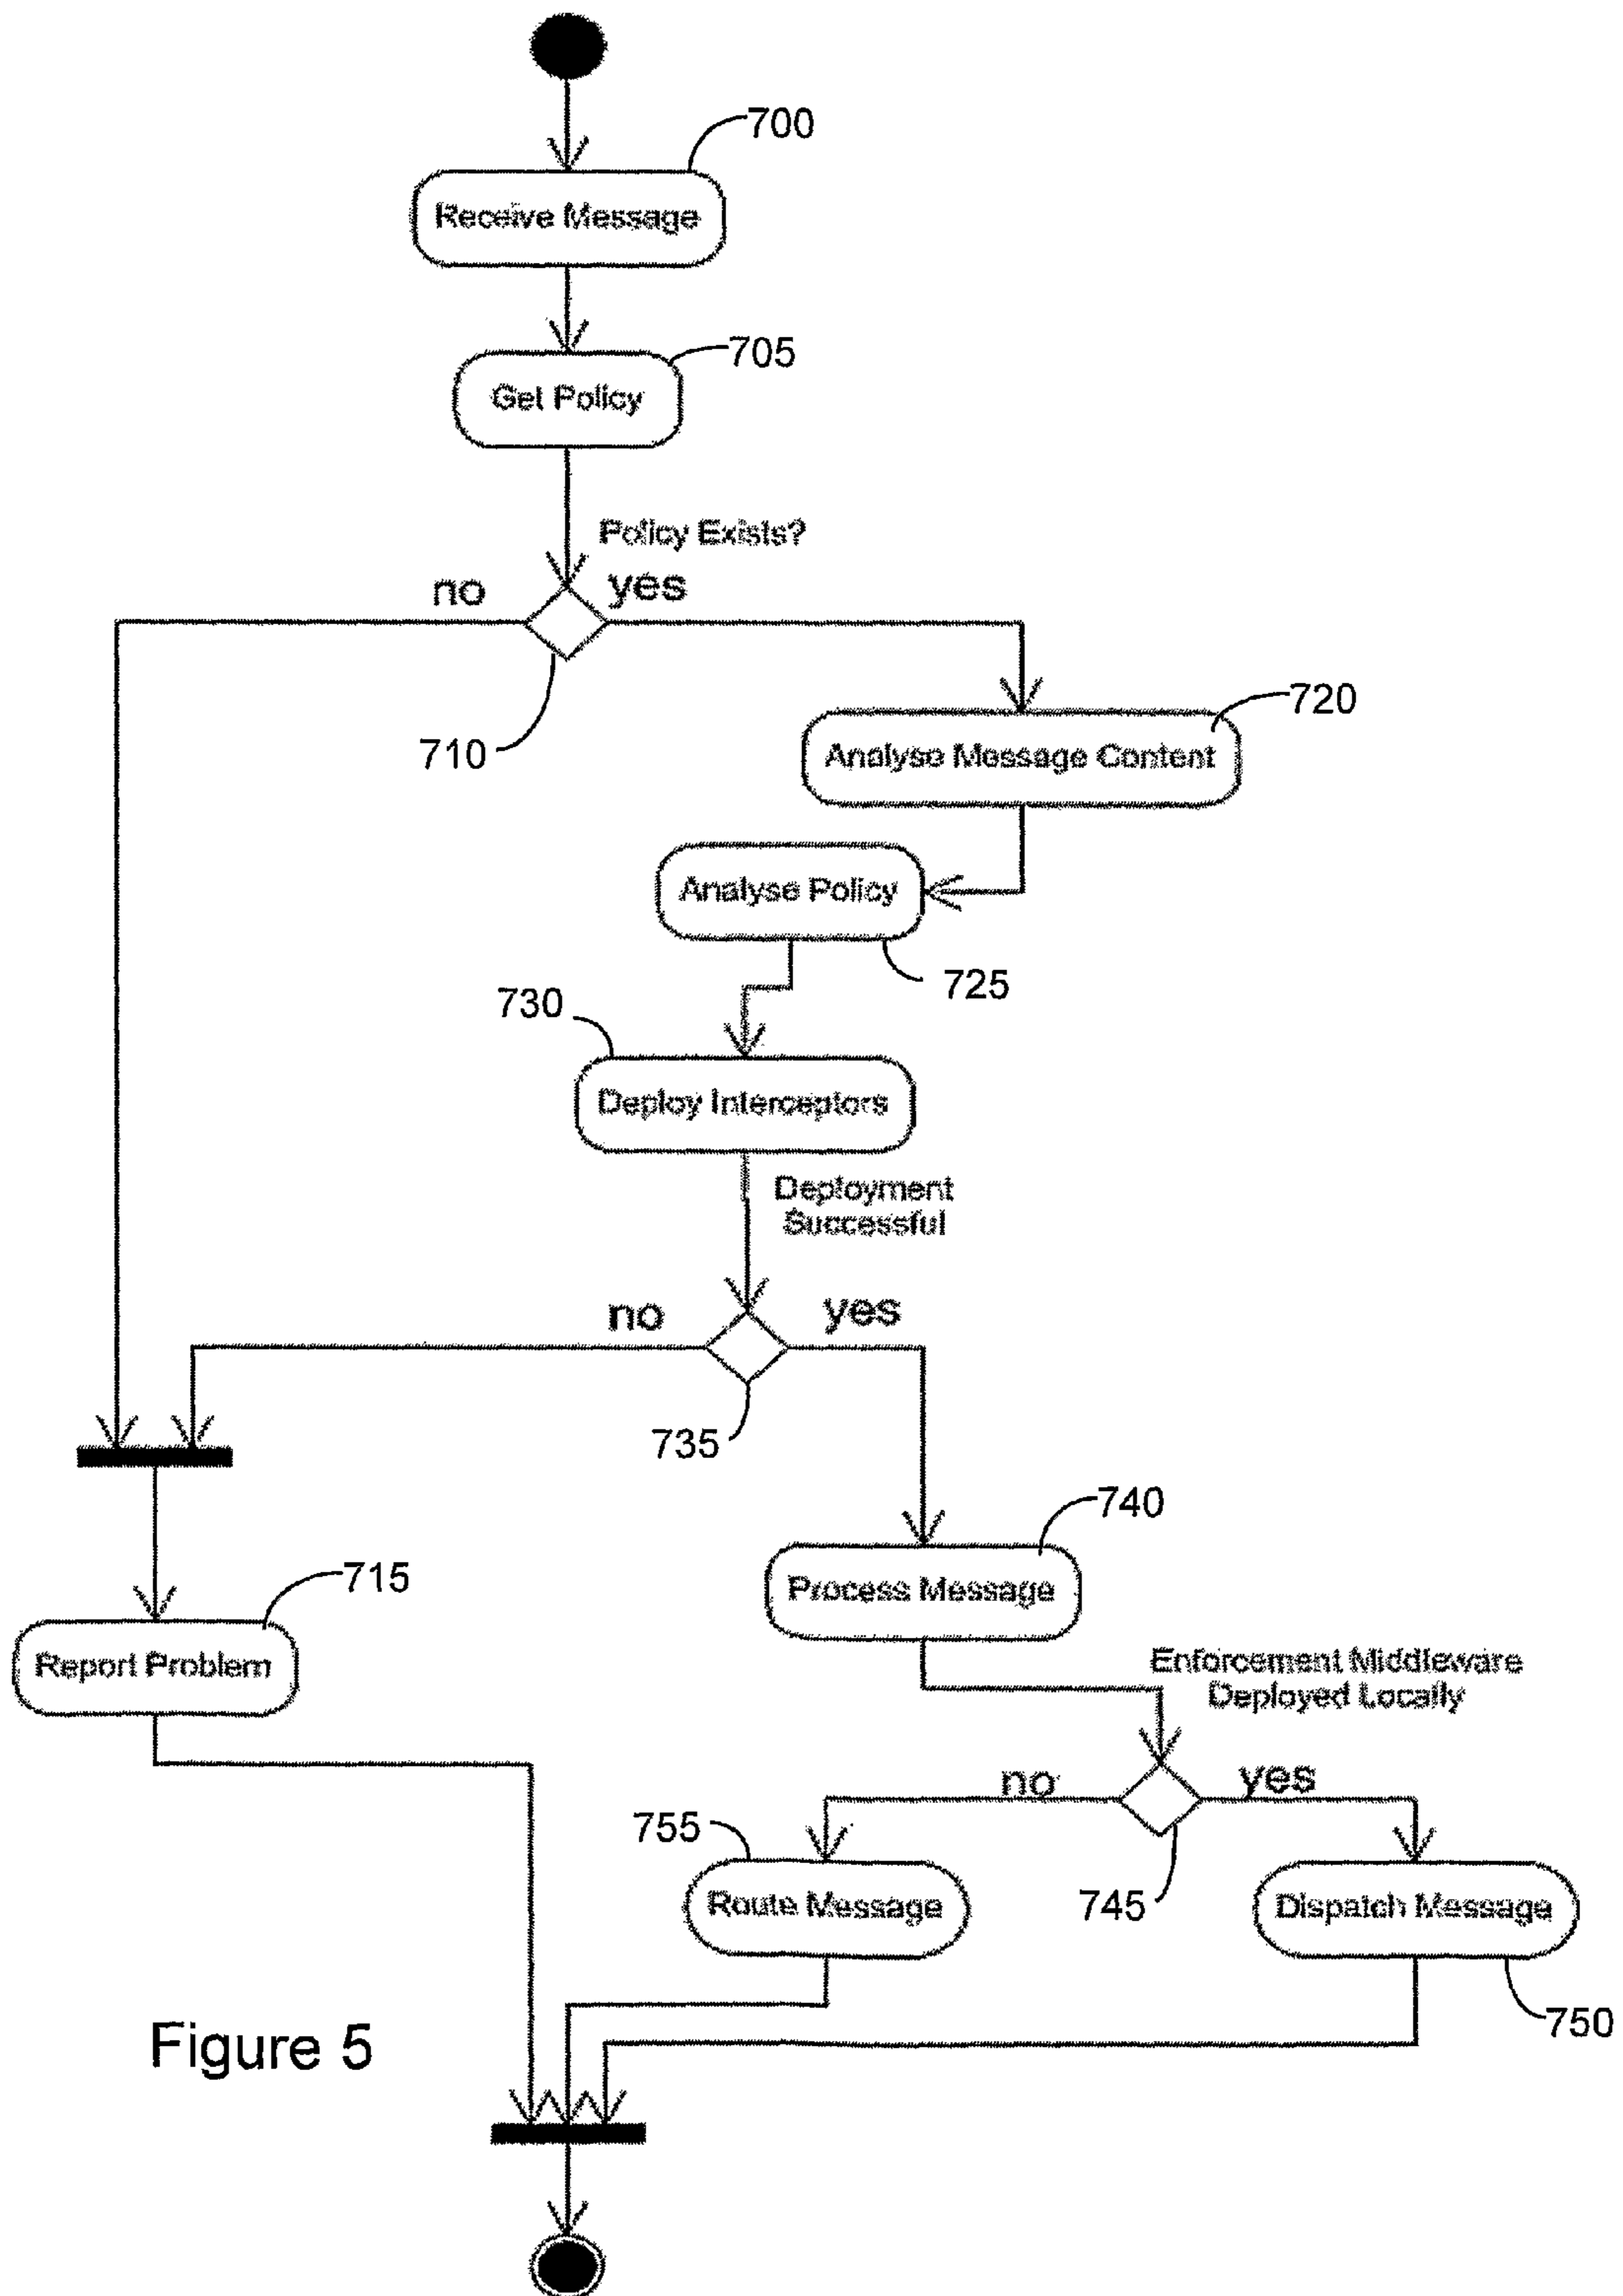 700
Receive Message
705
Get Policy
Policy Exists?
no
yes
710
720
Analyse Message Content
Analyse Policy
725
730
Deploy Interceptors
Deployment
Successful
no
yes
735
740
Process Message
715
Report Problem
Enforcement Middleware
Deployed Locally
no
yes
755
Route Message
745
Dispatch Message
750
Figure 5